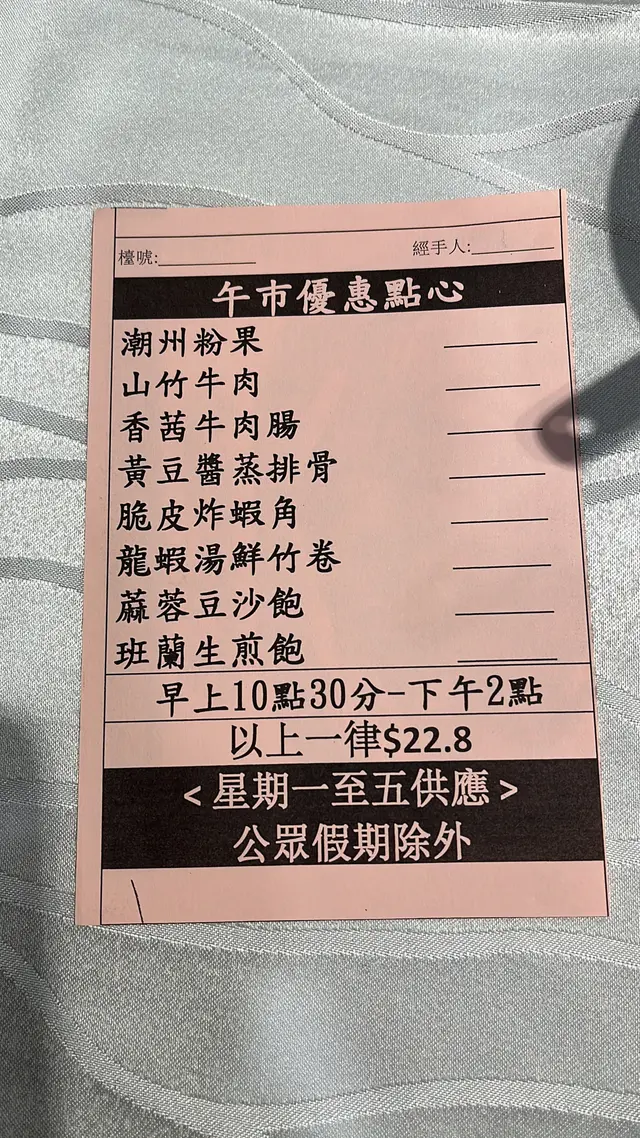 檯號:
經手人:
午市優惠點心
潮州粉果
山竹牛肉
香茜牛肉腸
黃豆醬蒸排骨
脆皮炸蝦角
龍蝦湯鮮竹卷
蔴蓉豆沙飽
班蘭生煎飽
早上10點30分-下午2點
以上一律$22.8
<星期一至五供應>
公眾假期除外